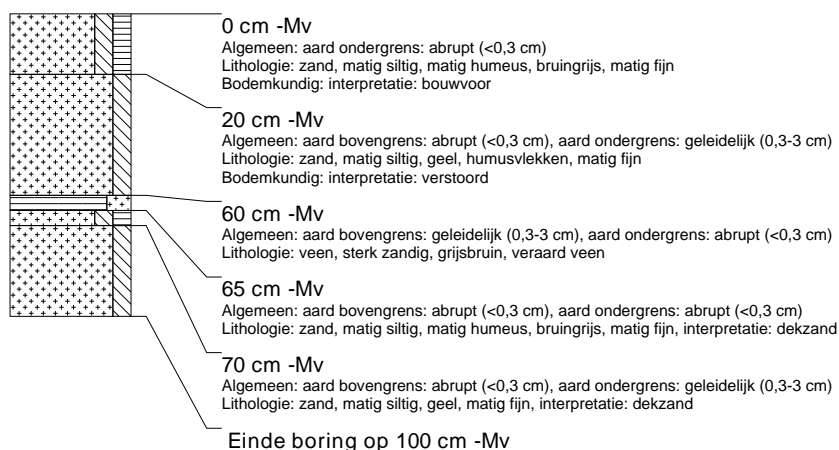 0 cm -Mv
Algemeen: aard ondergrens: abrupt (<0,3 cm)
Lithologie: zand, matig siltig, matig humeus, bruingrijs, matig fijn
Bodemkundig: interpretatie: bouwvoor
20 cm -Mv
Algemeen: aard bovengrens: abrupt (<0,3 cm), aard ondergrens: geleidelijk (0,3-3 cm)
Lithologie: zand, matig siltig, geel, humusvlekken, matig fijn
Bodemkundig: interpretatie: verstoord
60 cm -Mv
Algemeen: aard bovengrens: geleidelijk (0,3-3 cm), aard ondergrens: abrupt (<0,3 cm)
Lithologie: veen, sterk zandig, grijsbruin, veraard veen
65 cm -Mv
Algemeen: aard bovengrens: abrupt (<0,3 cm), aard ondergrens: abrupt (<0,3 cm)
Lithologie: zand, matig siltig, matig humeus, bruingrijs, matig fijn, interpretatie: dekzand
70 cm -Mv
Algemeen: aard bovengrens: abrupt (<0,3 cm), aard ondergrens: geleidelijk (0,3-3 cm)
Lithologie: zand, matig siltig, geel, matig fijn, interpretatie: dekzand
Einde boring op 100 cm -Mv